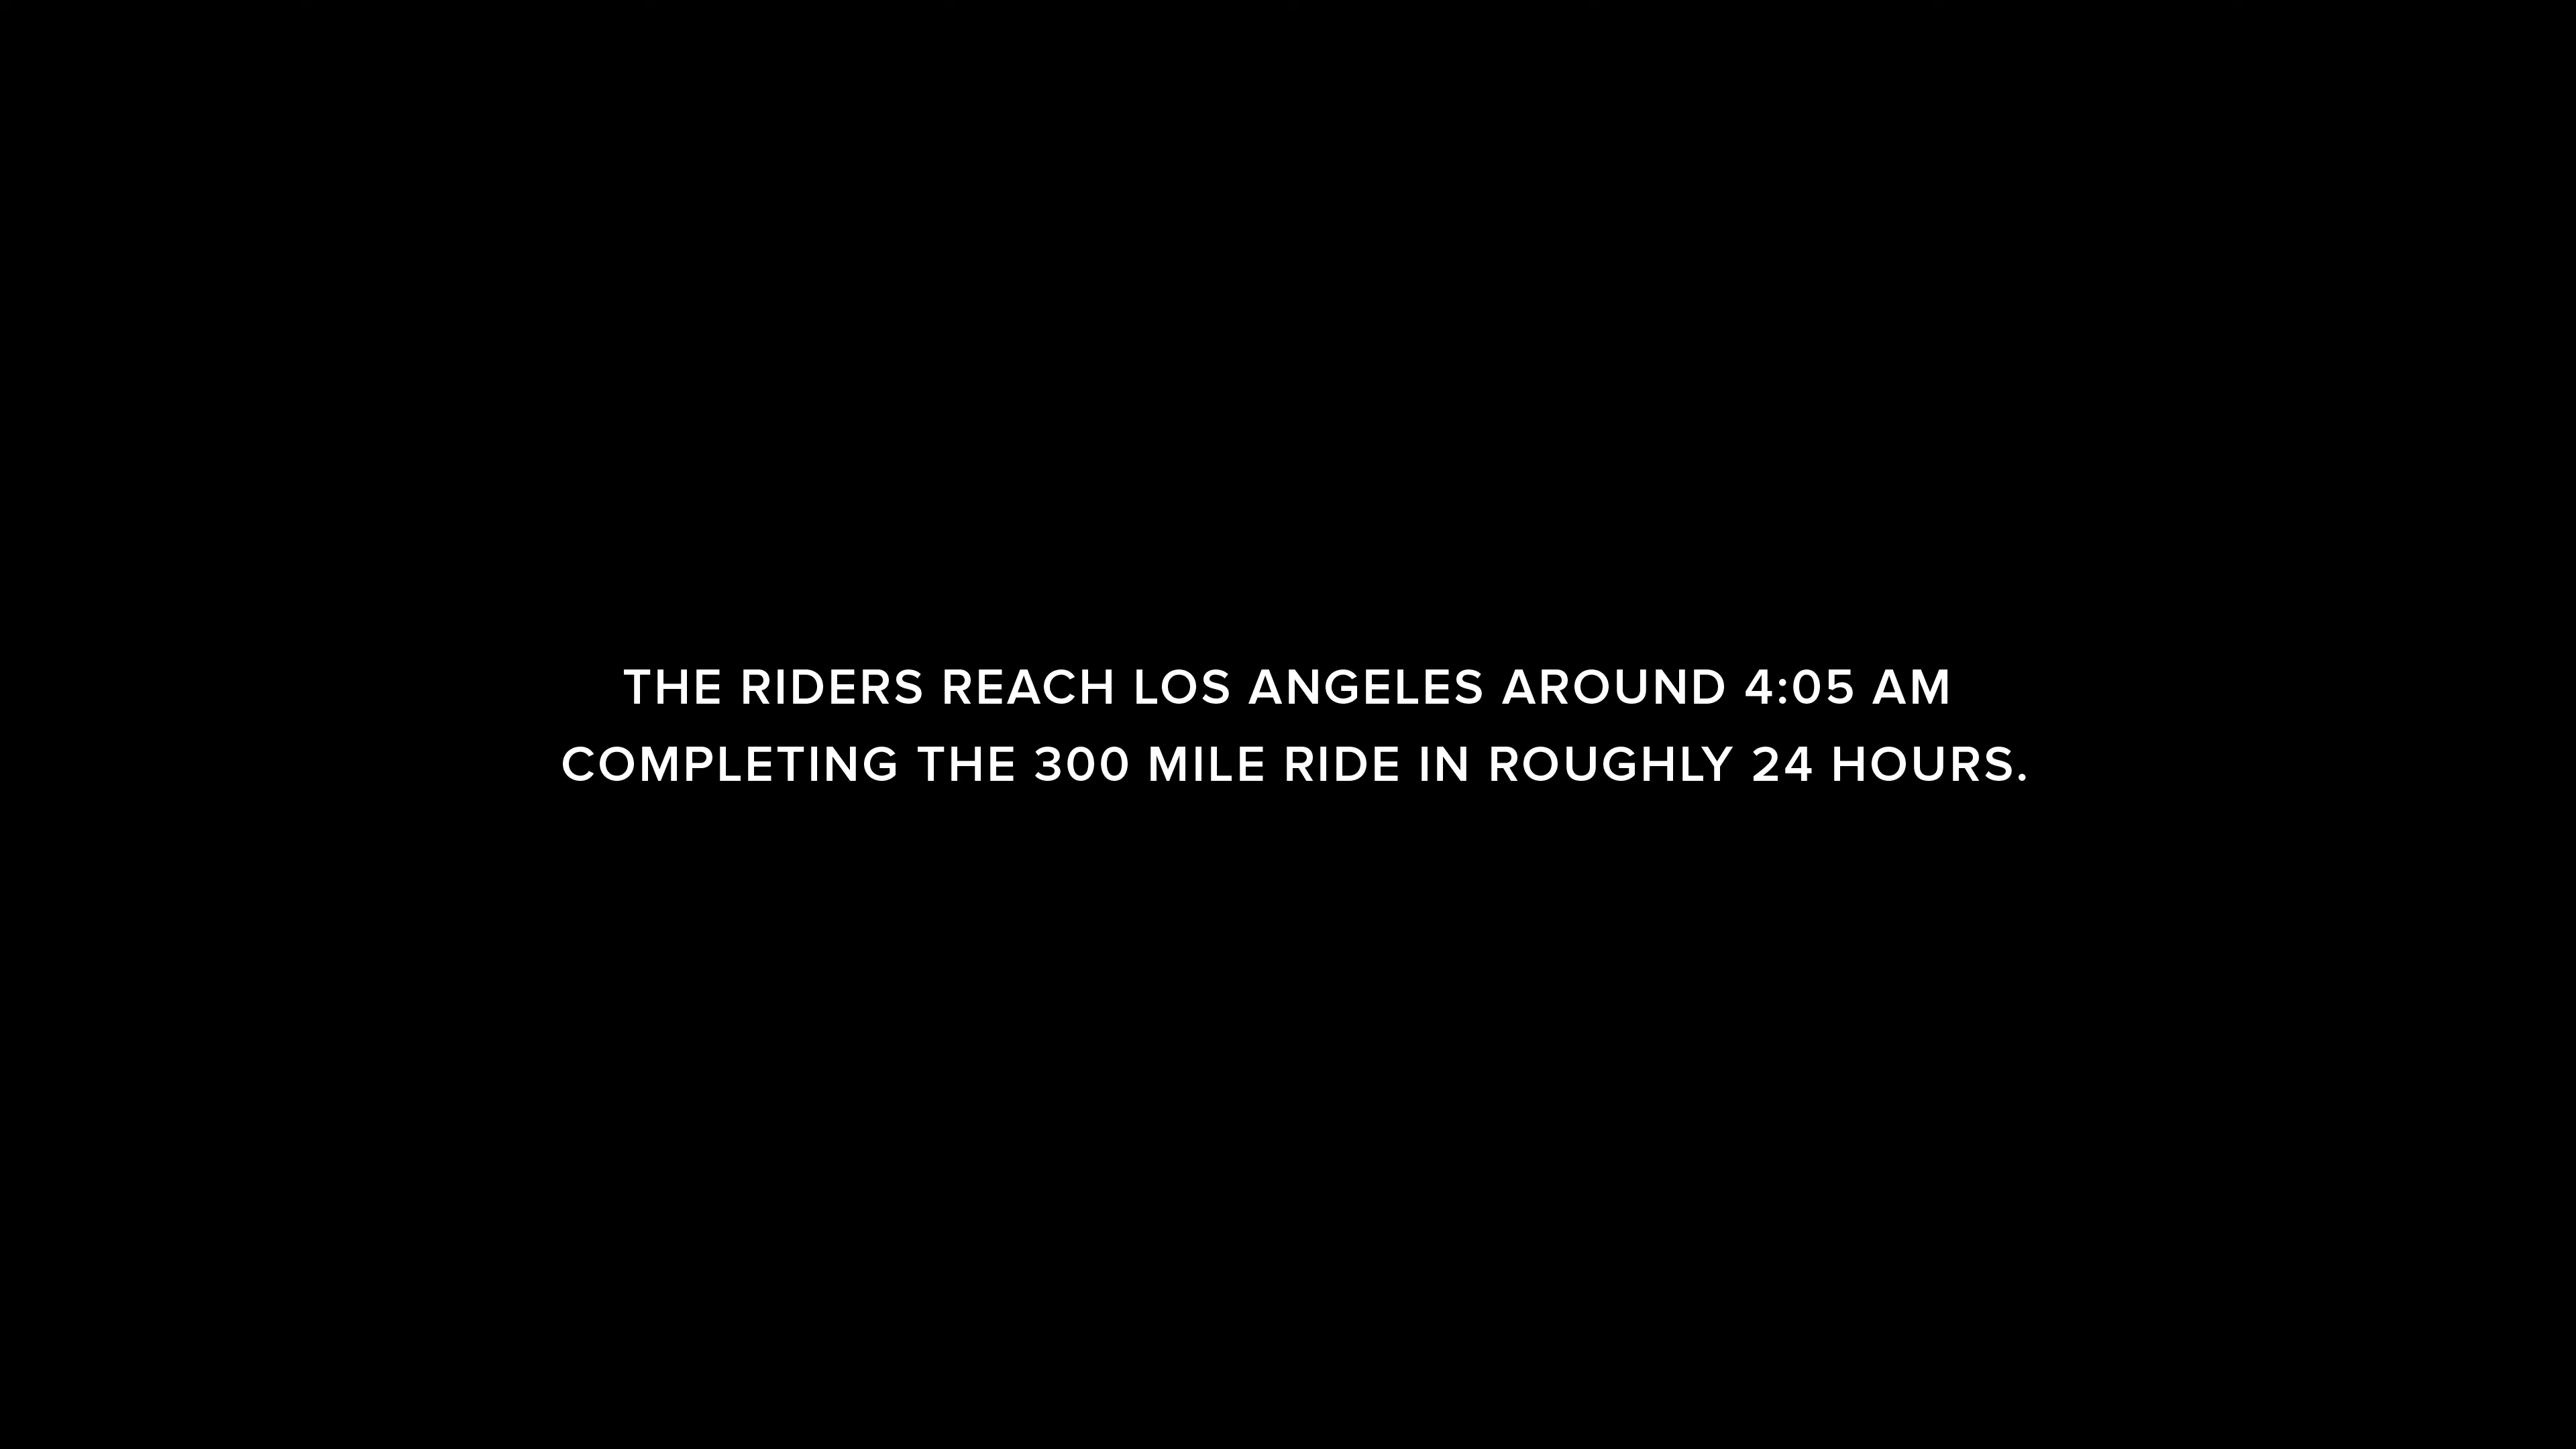 THE RIDERS REACH LOS ANGELES AROUND 4:05 AM
COMPLETING THE 300 MILE RIDE IN ROUGHLY 24 HOURS.